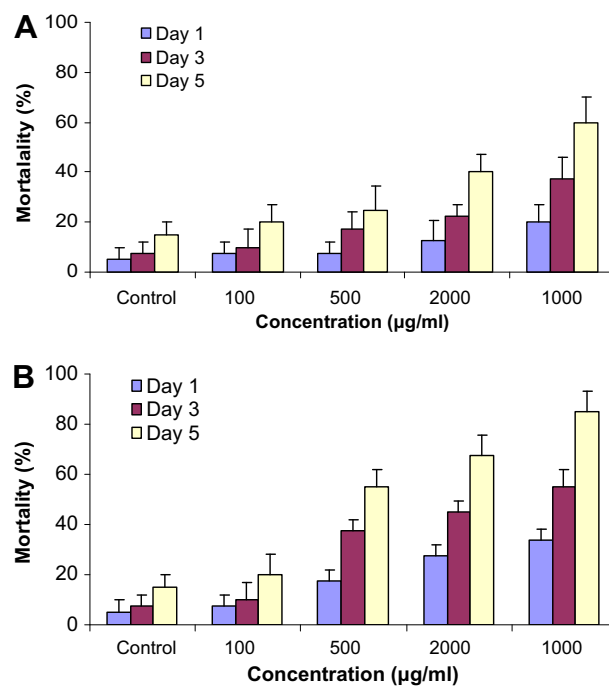 A
100
80
60
40
20
0
Mortalality (%)
Day 1
Day 3
Day 5
Control 100 500 2000 1000
Concentration (µg/ml)
B
100
80
60
40
20
0
Mortality (%)
Day 1
Day 3
Day 5
Control 100 500 2000 1000
Concentration (µg/ml)